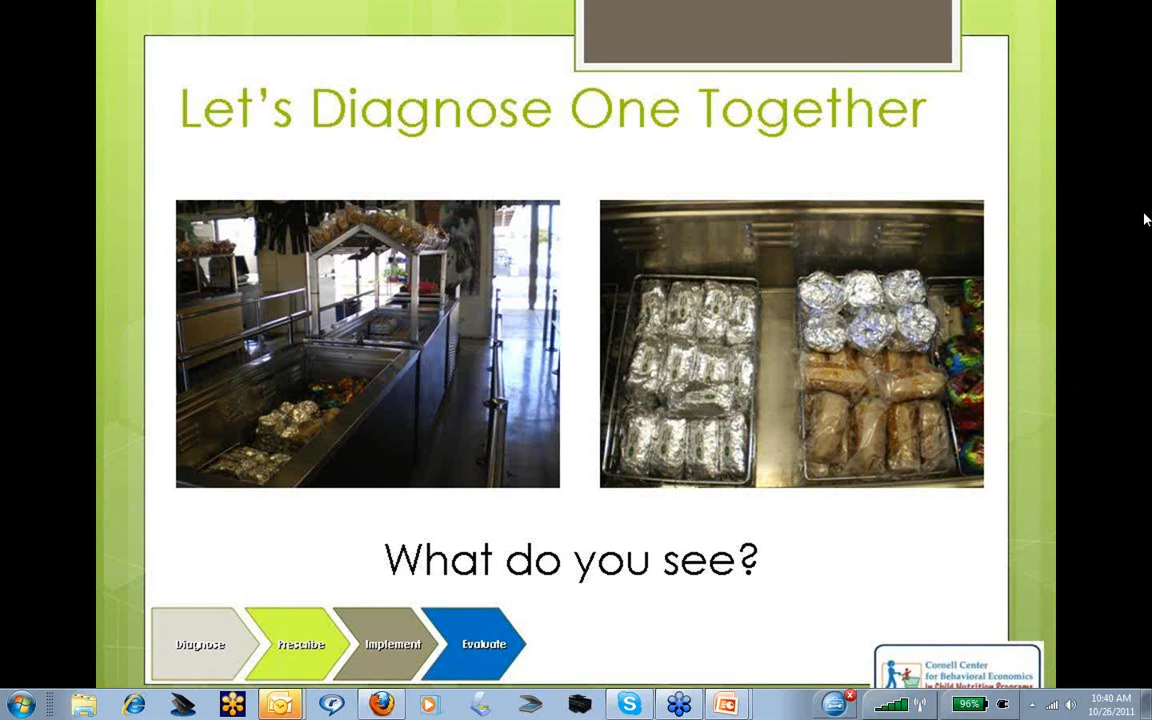 Let's Diagnose One Together
What do you see?
Diagnose
Prescribe
Implement
Evaluate
Cornell Center
for Behavioral Economics
in Child Nutrition Programs
96%
10:40 AM
10/26/2011